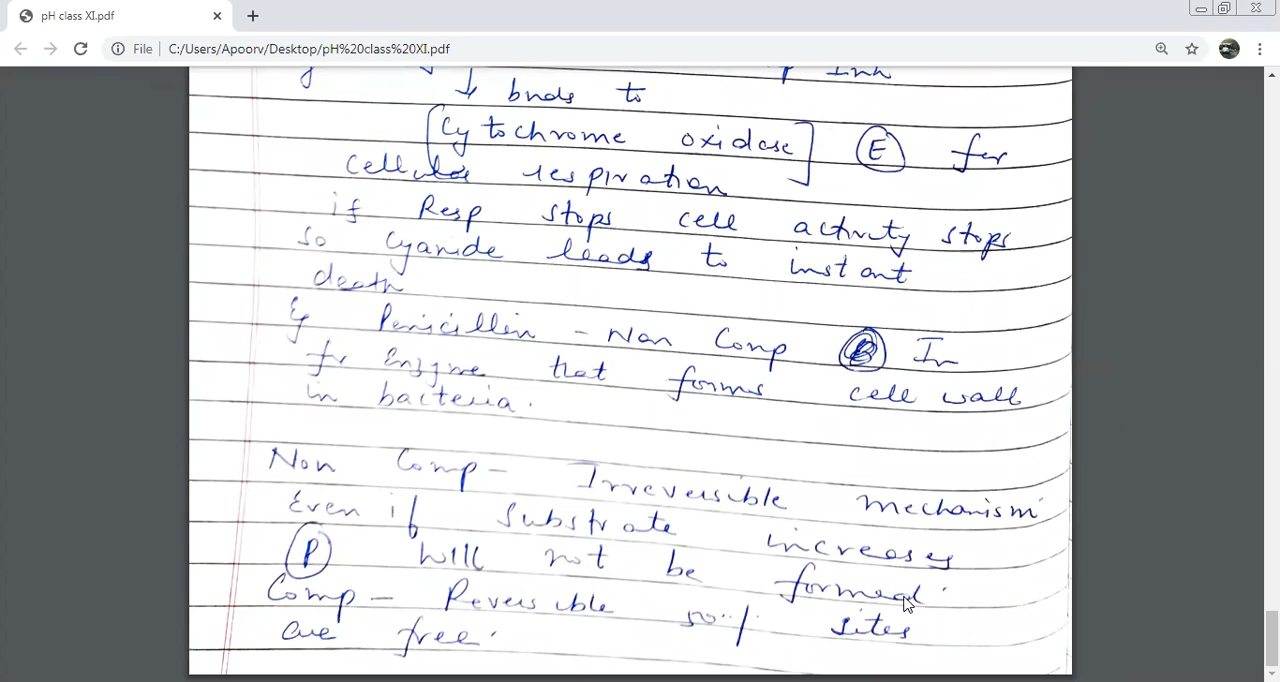 pH class XI.pdf
File C:/Users/Apoorv/Desktop/pH%20class%20XI.pdf
↓ binds to
[Cytochrome oxidase] E for
cellular respiration
if Resp stops cell activity stops
so Cyanide leads to instant
death
Eg Penicillin - Non Comp In
fr Enzyme that forms cell wall
in bacteria.
Non Comp - Irreversible mechanism
Even if substrate increases
P will not be formed.
Comp - Reversible 50% sites
are free.